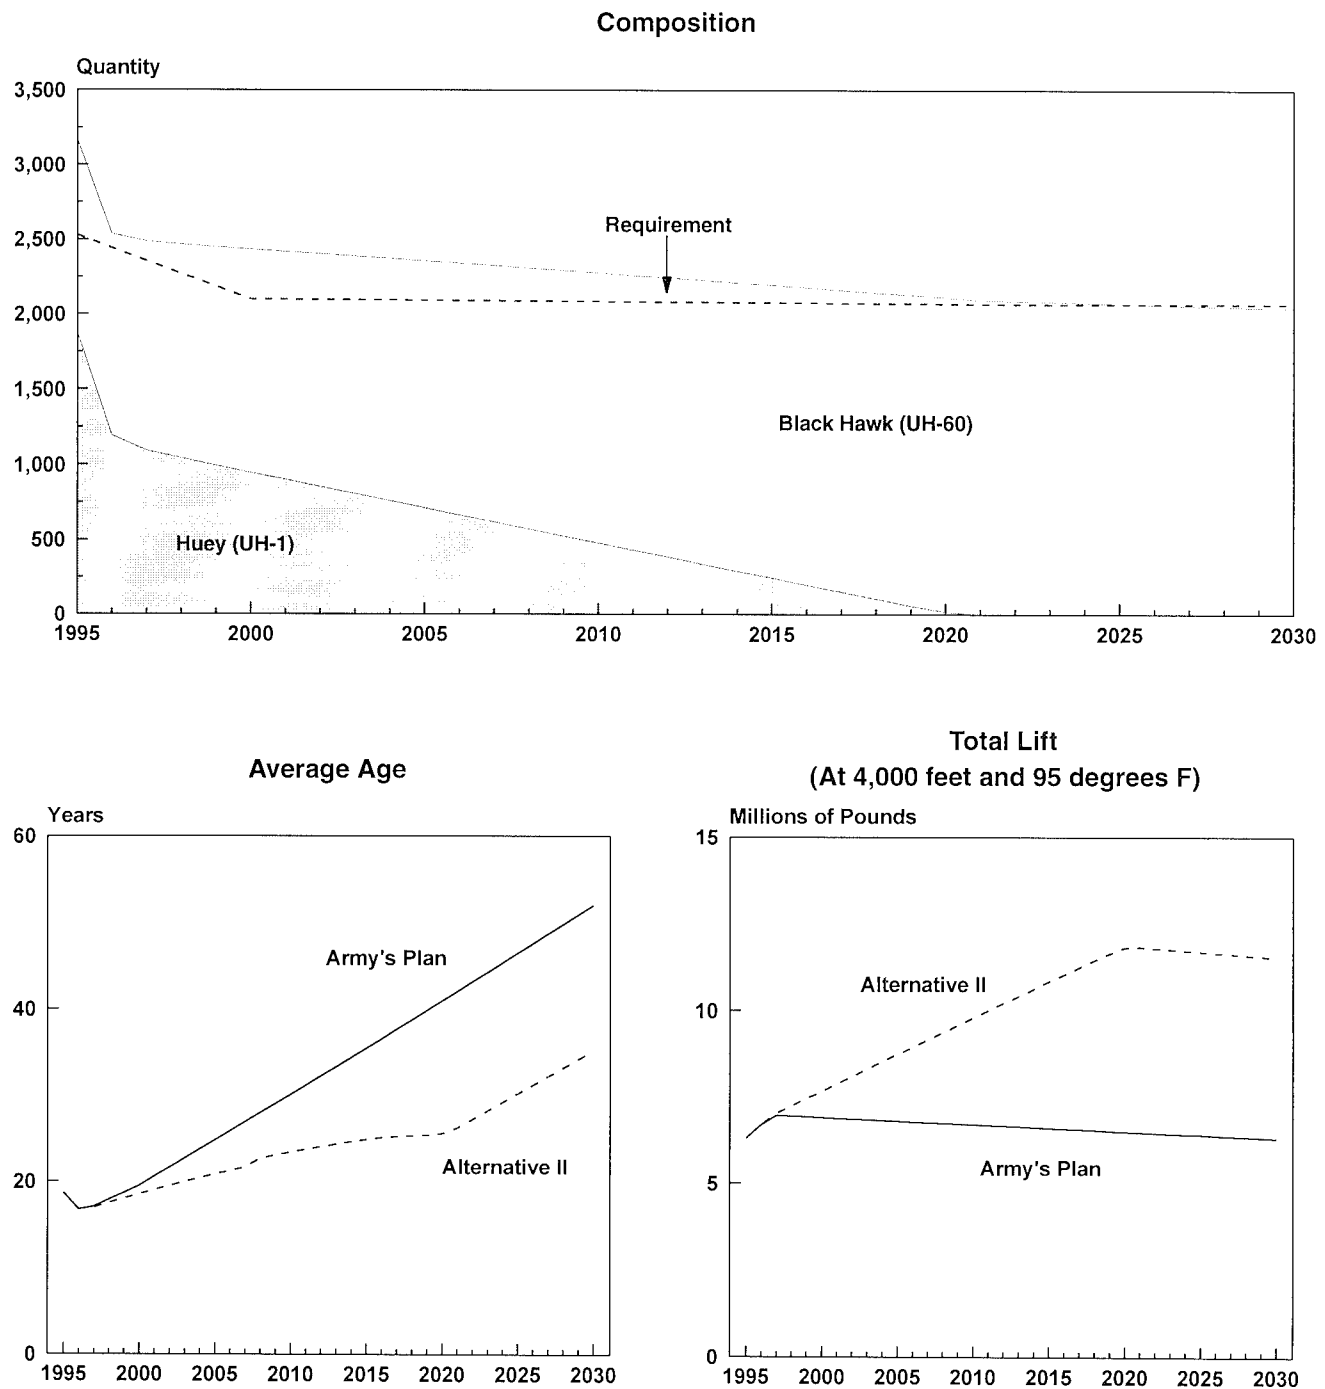 Composition
Quantity
3,500
3,000
2,500
2,000
1,500
1,000
500
0
Requirement
Black Hawk (UH-60)
Huey (UH-1)
1995 2000 2005 2010 2015 2020 2025 2030
Average Age
Years
60
40
20
0
Army's Plan
Alternative II
1995 2000 2005 2010 2015 2020 2025 2030
Total Lift
(At 4,000 feet and 95 degrees F)
Millions of Pounds
15
10
5
0
Alternative II
Army's Plan
1995 2000 2005 2010 2015 2020 2025 2030